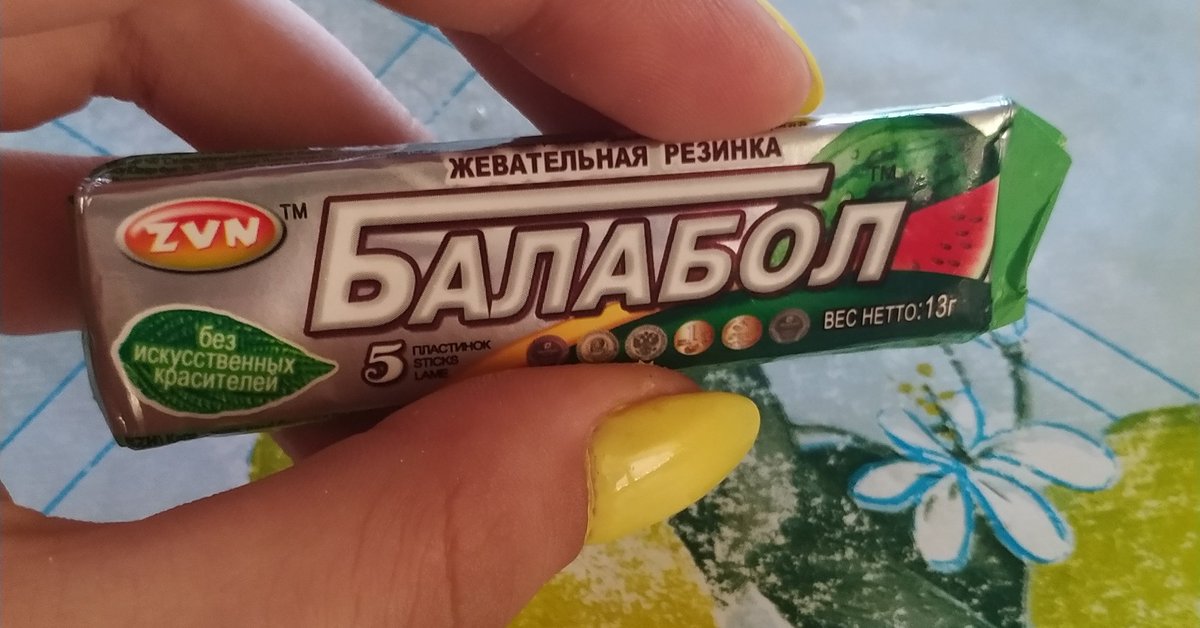 ЖЕВАТЕЛЬНАЯ РЕЗИНКА
ZVN TM
БАЛАБОЛ TM
без
искусственных
красителей
5
ПЛАСТИНОК
STICKS
LAME
ВЕС НЕТТО: 13г